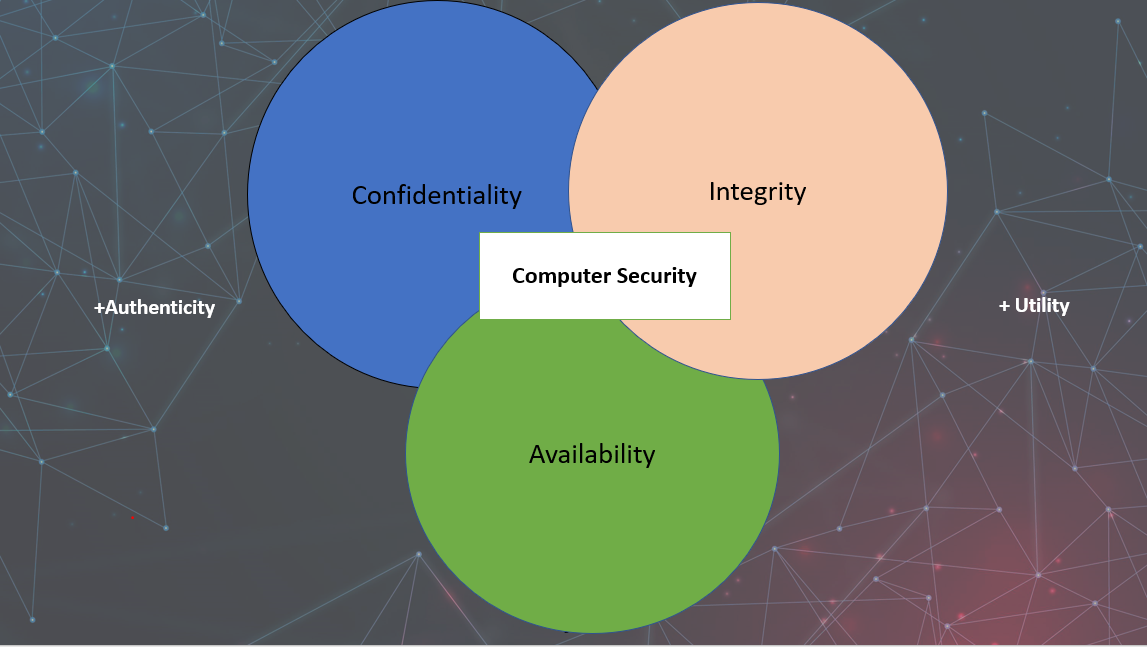 Confidentiality
Integrity
Computer Security
+Authenticity
+ Utility
Availability